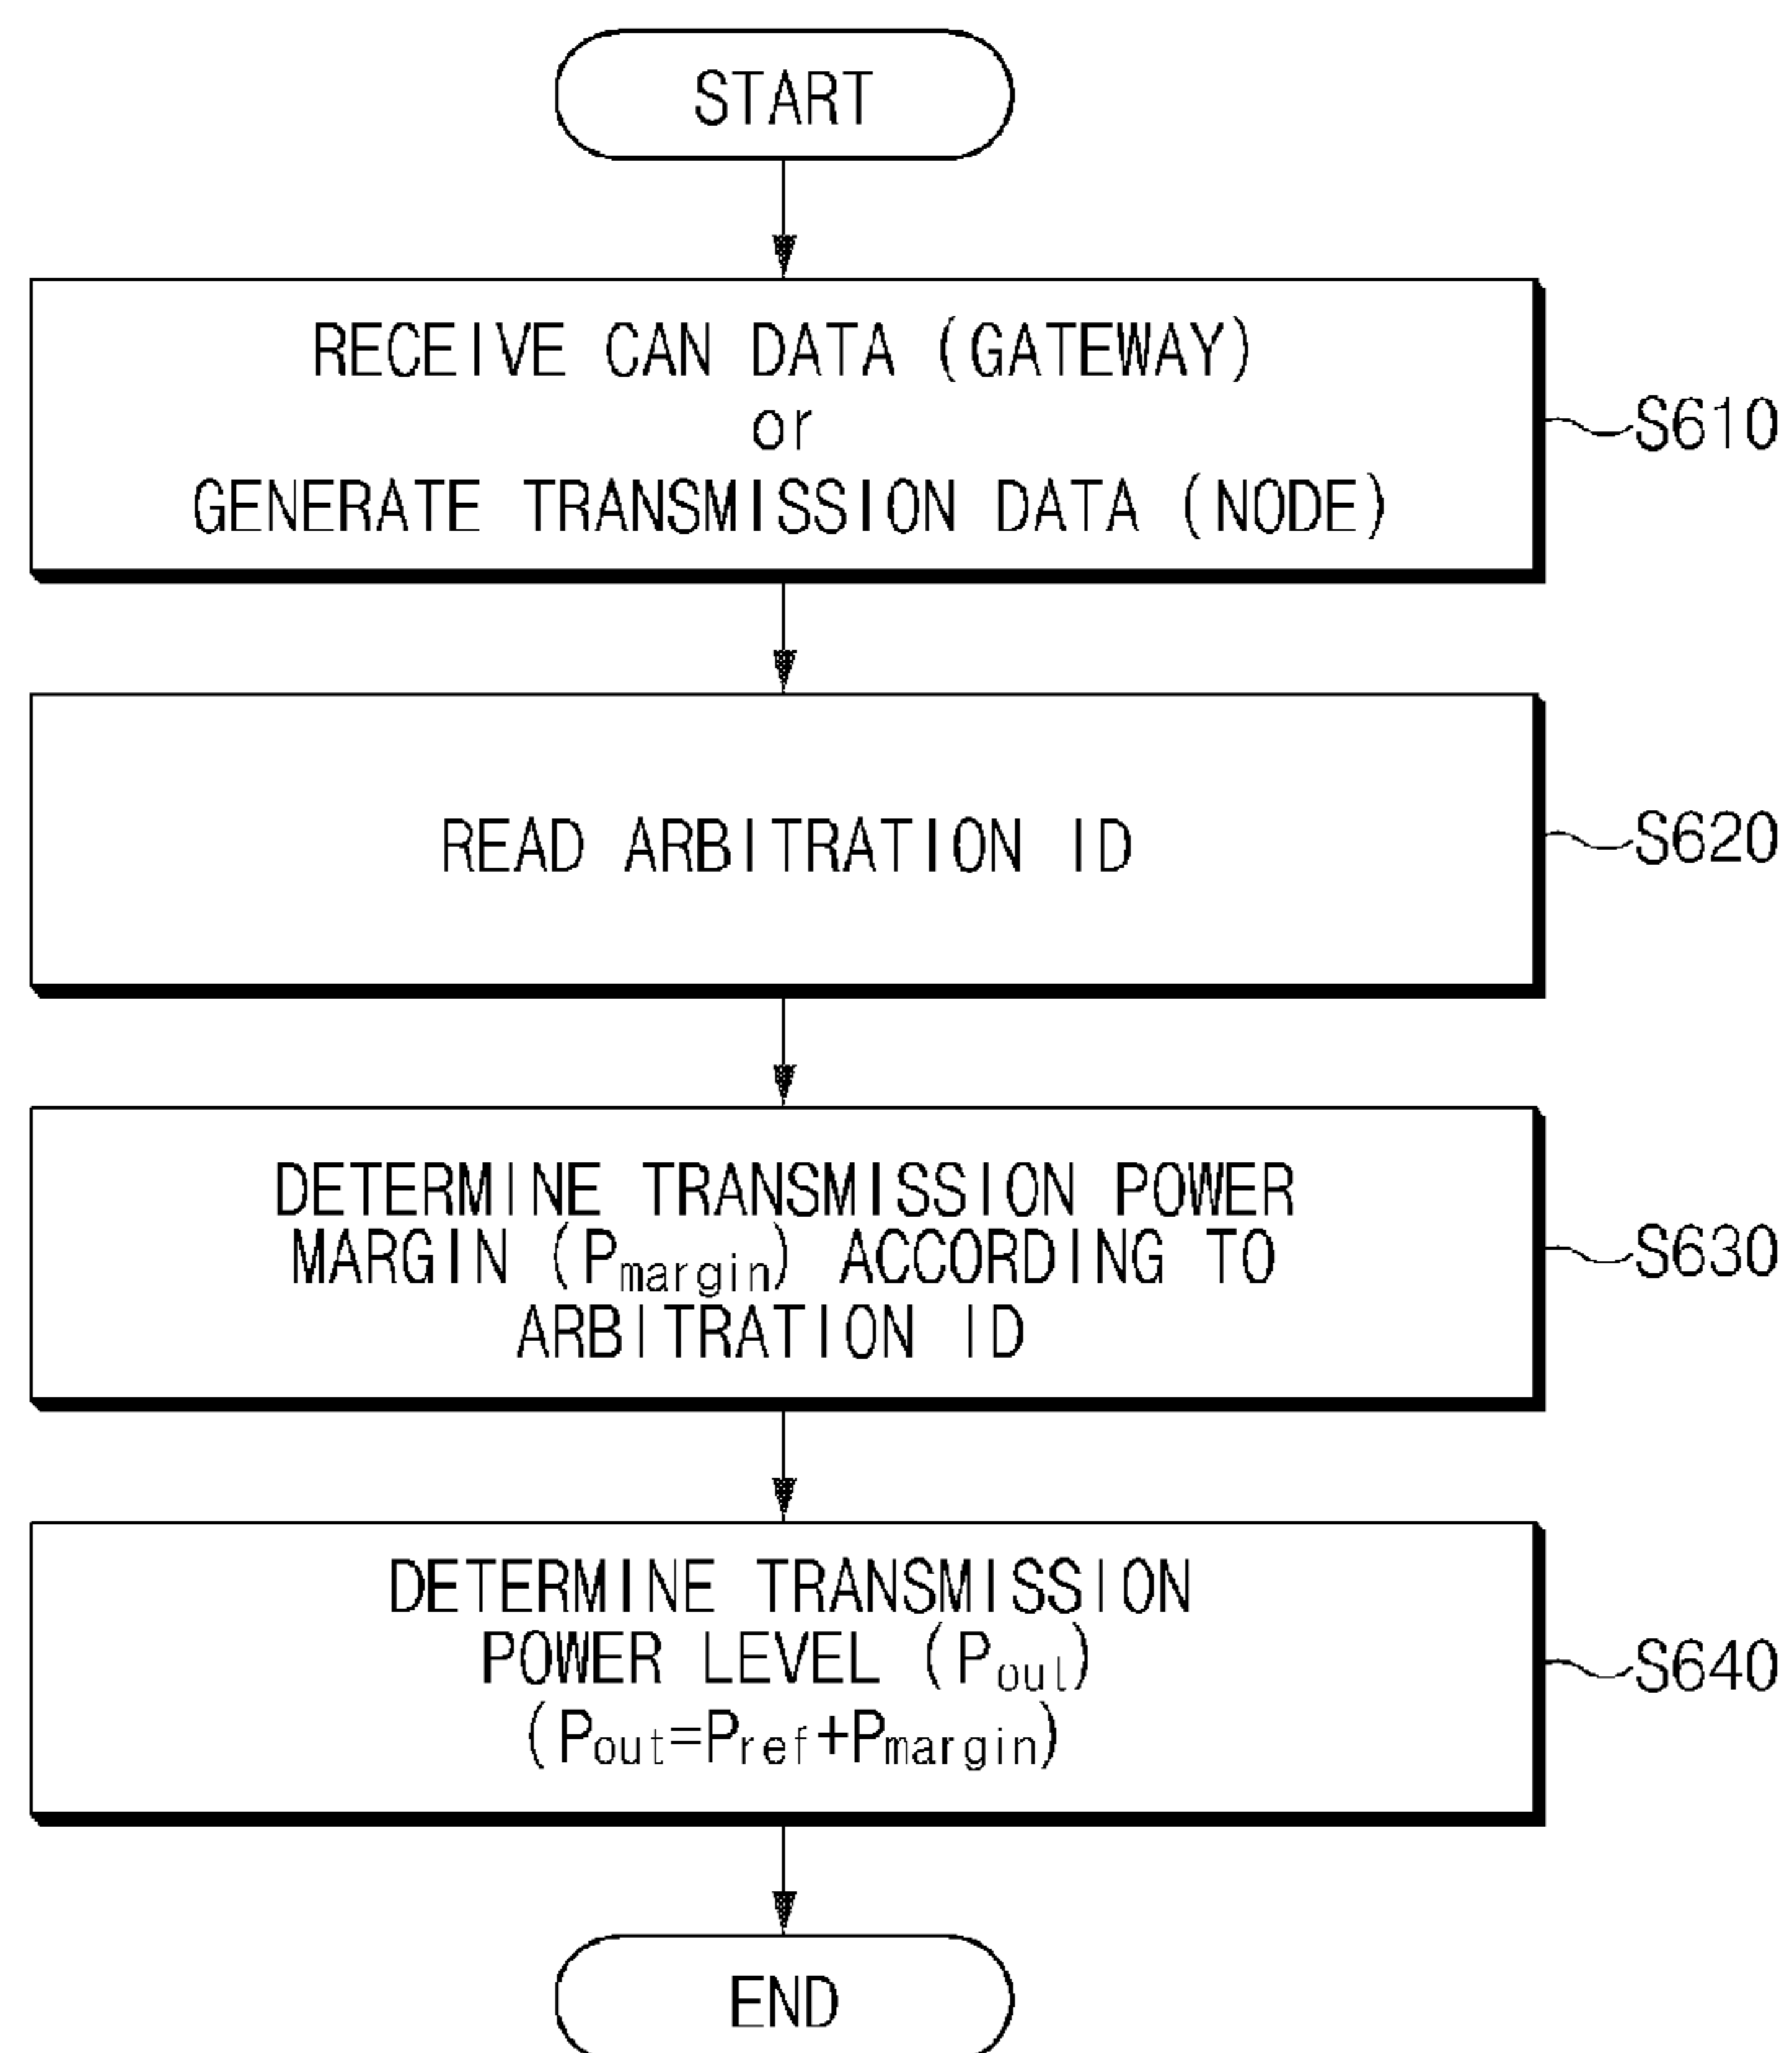 START
RECEIVE CAN DATA (GATEWAY)
or
GENERATE TRANSMISSION DATA (NODE)
S610
READ ARBITRATION ID
S620
DETERMINE TRANSMISSION POWER
MARGIN (Pmargin) ACCORDING TO
ARBITRATION ID
S630
DETERMINE TRANSMISSION
POWER LEVEL (Pout)
(Pout=Pref+Pmargin)
S640
END